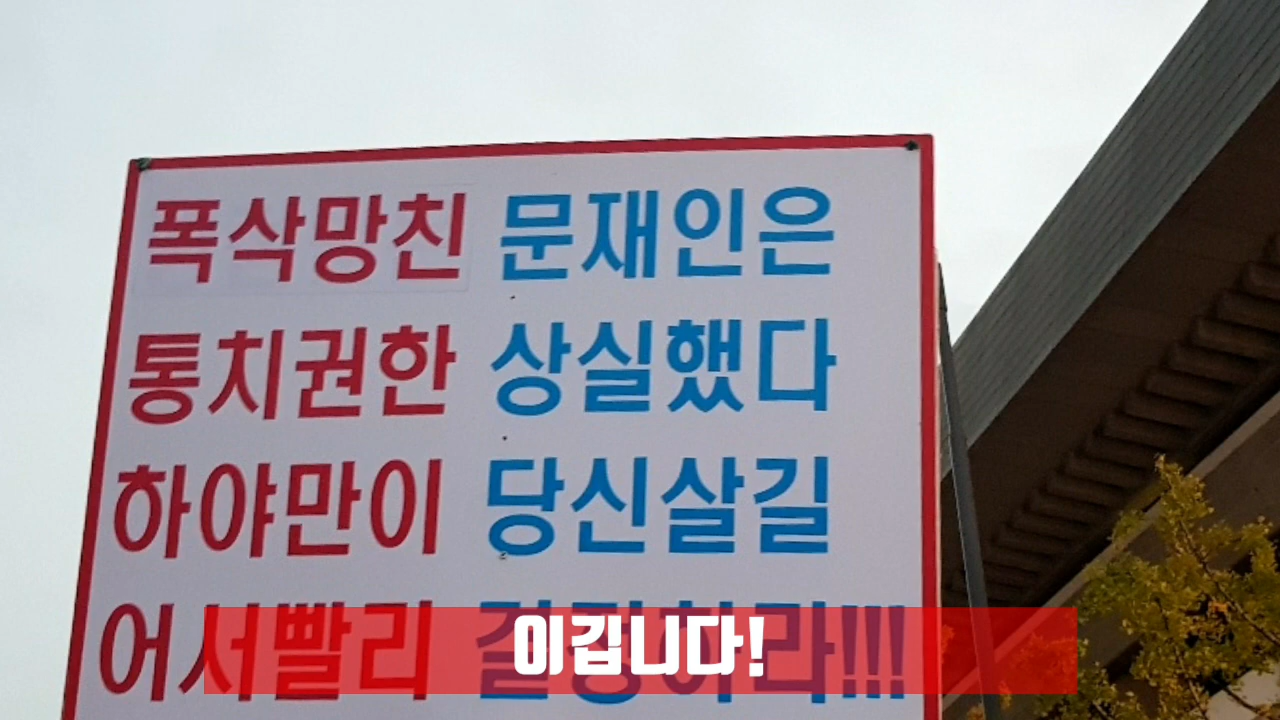 폭삭망친 문재인은
통치권한 상실했다
하야만이 당신살길
어서빨리 결정하라!!!
이깁니다!